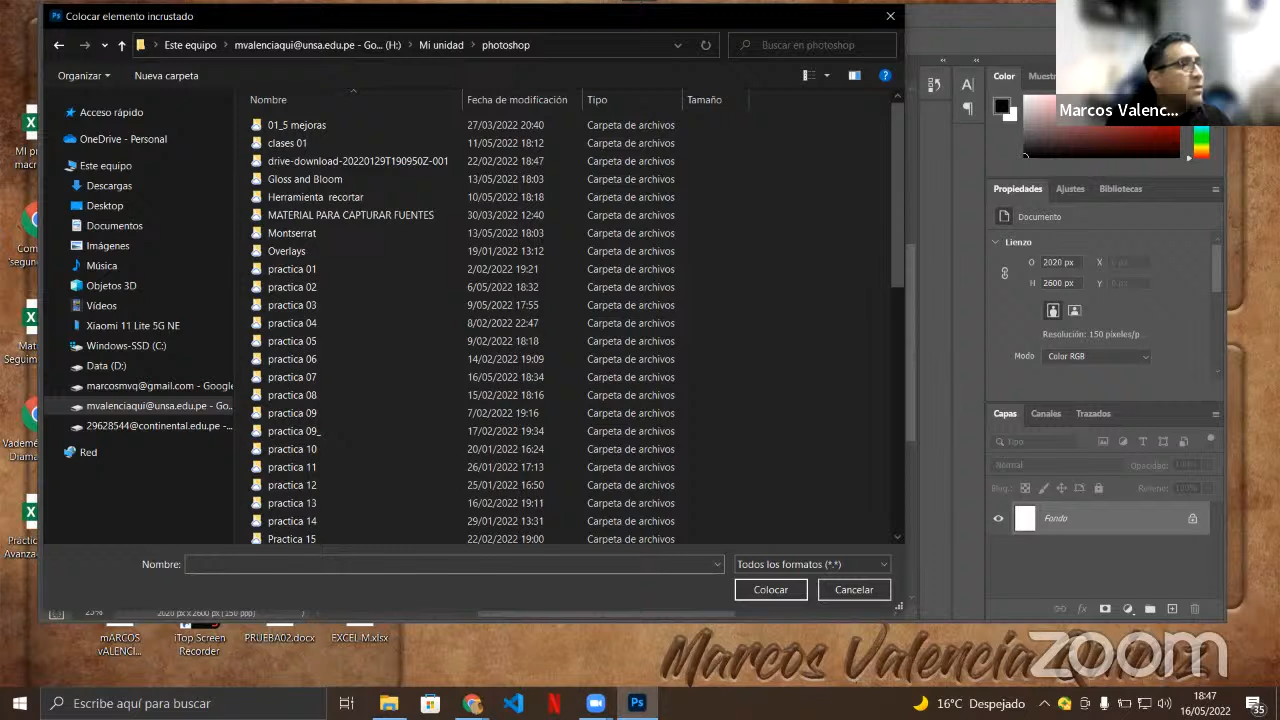 Colocar elemento incrustado
Este equipo
mvalenciaqui@unsa.edu.pe - Go... (H:)
Mi unidad
photoshop
Buscar en photoshop
Organizar
Nueva carpeta
Nombre
Fecha de modificación
Tipo
Tamaño
01_5 mejoras 27/03/2022 20:40 Carpeta de archivos
clases 01 11/05/2022 18:12 Carpeta de archivos
drive-download-20220129T190950Z-001 22/02/2022 18:47 Carpeta de archivos
Gloss and Bloom 13/05/2022 18:03 Carpeta de archivos
Herramienta recortar 10/05/2022 18:18 Carpeta de archivos
MATERIAL PARA CAPTURAR FUENTES 30/03/2022 12:40 Carpeta de archivos
Montserrat 13/05/2022 18:03 Carpeta de archivos
Overlays 19/01/2022 13:12 Carpeta de archivos
practica 01 2/02/2022 19:21 Carpeta de archivos
practica 02 6/05/2022 18:32 Carpeta de archivos
practica 03 9/05/2022 17:55 Carpeta de archivos
practica 04 8/02/2022 22:47 Carpeta de archivos
practica 05 9/02/2022 18:18 Carpeta de archivos
practica 06 14/02/2022 19:09 Carpeta de archivos
practica 07 16/05/2022 18:34 Carpeta de archivos
practica 08 15/02/2022 18:16 Carpeta de archivos
practica 09 7/02/2022 19:16 Carpeta de archivos
practica 09_ 17/02/2022 19:34 Carpeta de archivos
practica 10 20/01/2022 16:24 Carpeta de archivos
practica 11 26/01/2022 17:13 Carpeta de archivos
practica 12 25/01/2022 16:50 Carpeta de archivos
practica 13 16/02/2022 19:11 Carpeta de archivos
practica 14 29/01/2022 13:31 Carpeta de archivos
Practica 15 22/02/2022 19:00 Carpeta de archivos
Acceso rápido
OneDrive - Personal
Este equipo
Descargas
Desktop
Documentos
Imágenes
Música
Objetos 3D
Vídeos
Xiaomi 11 Lite 5G NE
Windows-SSD (C:)
Data (D:)
marcosmvq@gmail.com - Google
mvalenciaqui@unsa.edu.pe - Go..
29628544@continental.edu.pe -...
Red
Nombre:
Todos los formatos (*.*)
Colocar
Cancelar
Marcos Valenc...
Color
Propiedades
Ajustes
Bibliotecas
Documento
Lienzo
O 2020 px X
H 2600 px Y
Resolución: 150 píxeles/p...
Modo Color RGB
Capas
Canales
Trazados
Tipo
Normal
Opacidad: 100%
Bloq.:
Relleno: 100%
Fondo
fx
2020 px x 2600 px (150 ppp)
mARCOS
vALENCI...
iTop Screen
Recorder
PRUEBA02.docx
EXCEL M.xlsx
Marcos Valencia
zoom
Escribe aquí para buscar
16°C Despejado
18:47
16/05/2022
35